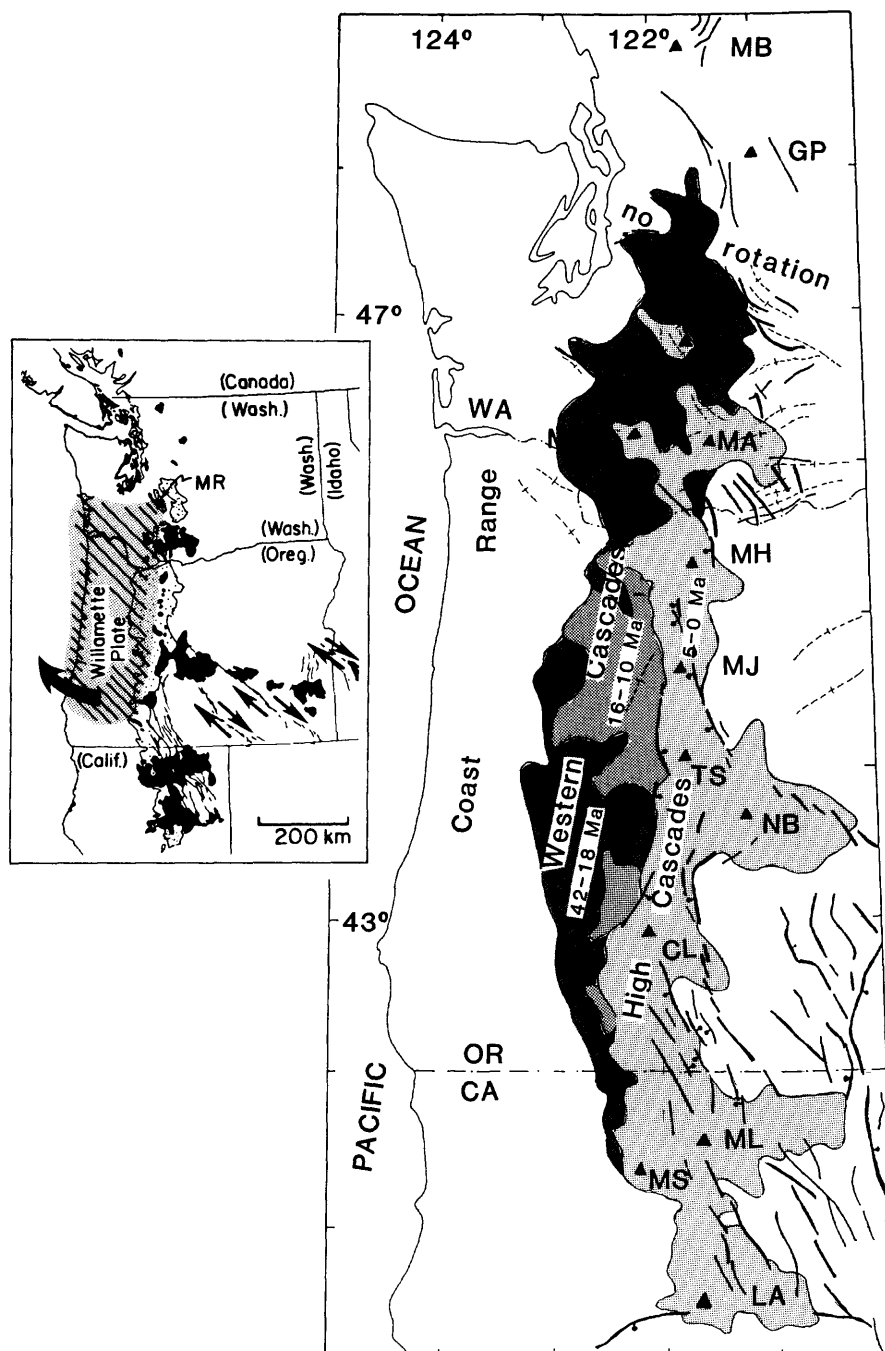 124° 122° MB
GP
no
rotation
47°
WA
MA
Range
OCEAN
MH
Cascades
16-10 Ma
5-0 Ma
MJ
TS
Coast
Western
42-18 Ma
Cascades
NB
43°
CL
High
OR
CA
PACIFIC
ML
MS
LA
(Canada)
(Wash.)
(Wash.)
(Idaho)
MR
(Wash.)
(Oreg.)
Willamette
Plate
(Calif.)
200 km